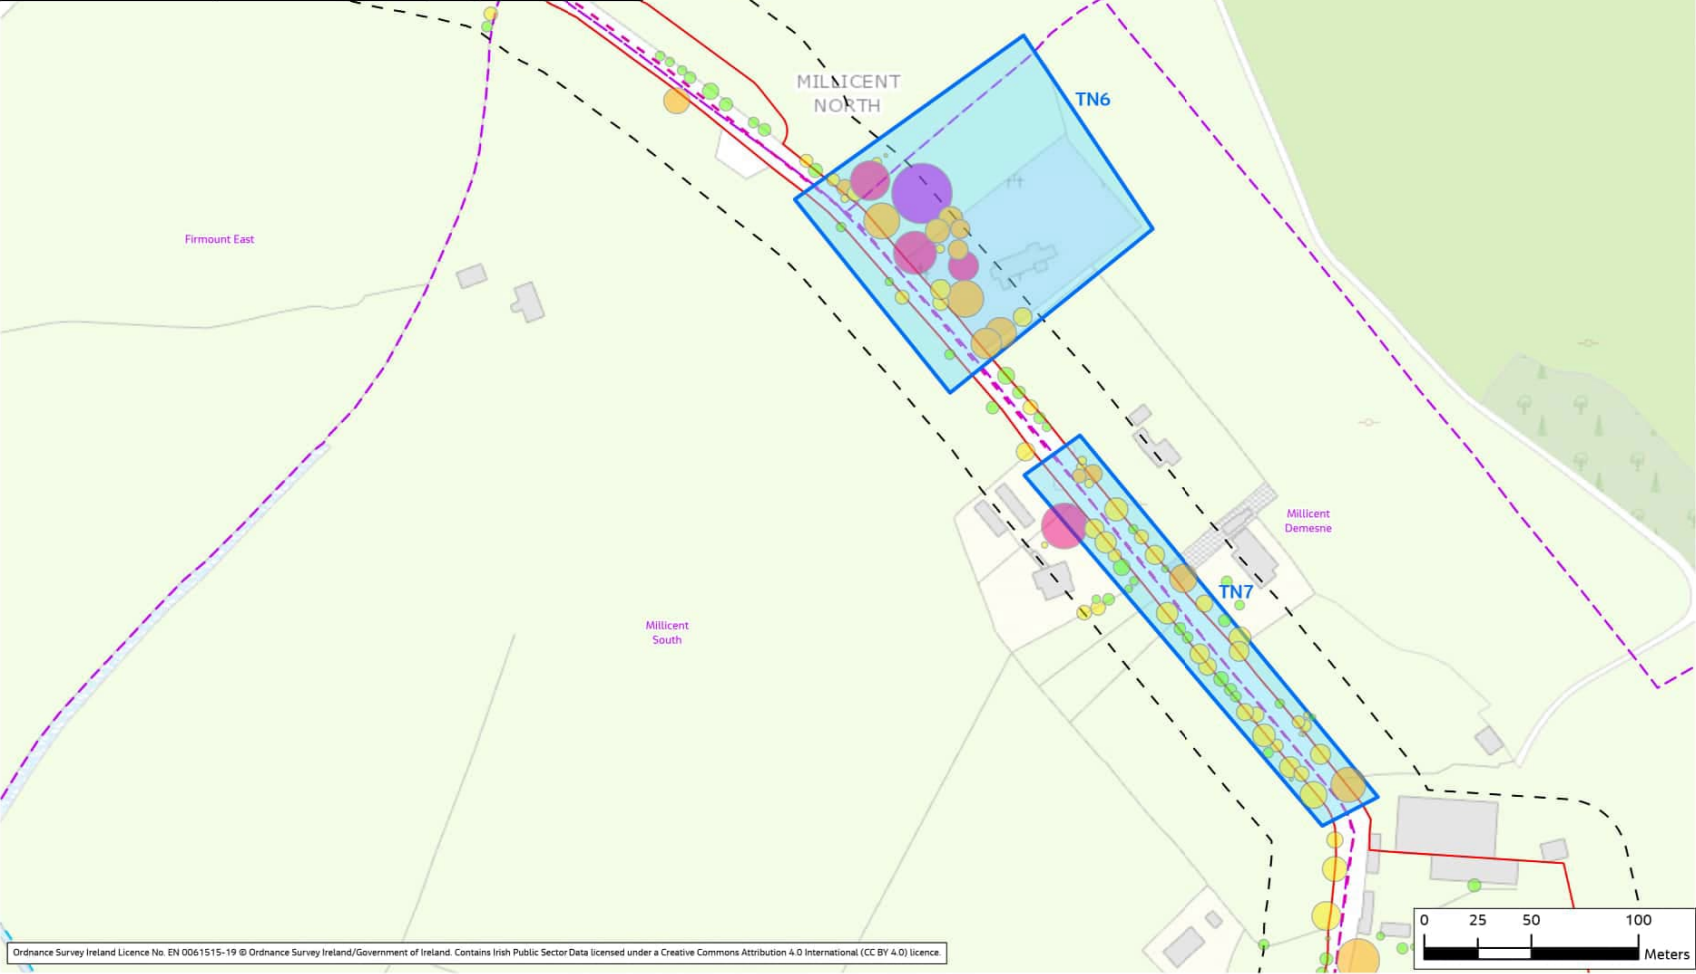 MILLICENT
NORTH
TN6
Firmount East
Millicent
Demesne
TN7
Millicent
South
0 25 50 100
Meters
Ordnance Survey Ireland Licence No. EN 0061515-19 © Ordnance Survey Ireland/Government of Ireland. Contains Irish Public Sector Data licensed under a Creative Commons Attribution 4.0 International (CC BY 4.0) licence.